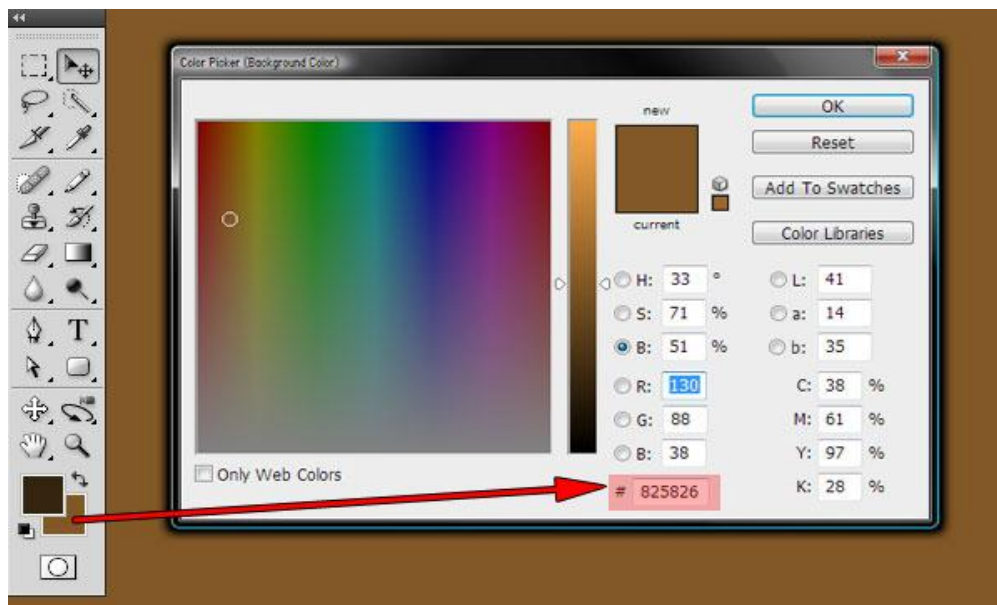 Color Picker (Background Color)
new
current
OK
Reset
Add To Swatches
Color Libraries
H: 33 °
S: 71 %
B: 51 %
R: 130
G: 88
B: 38
# 825826
L: 41
a: 14
b: 35
C: 38 %
M: 61 %
Y: 97 %
K: 28 %
Only Web Colors
T